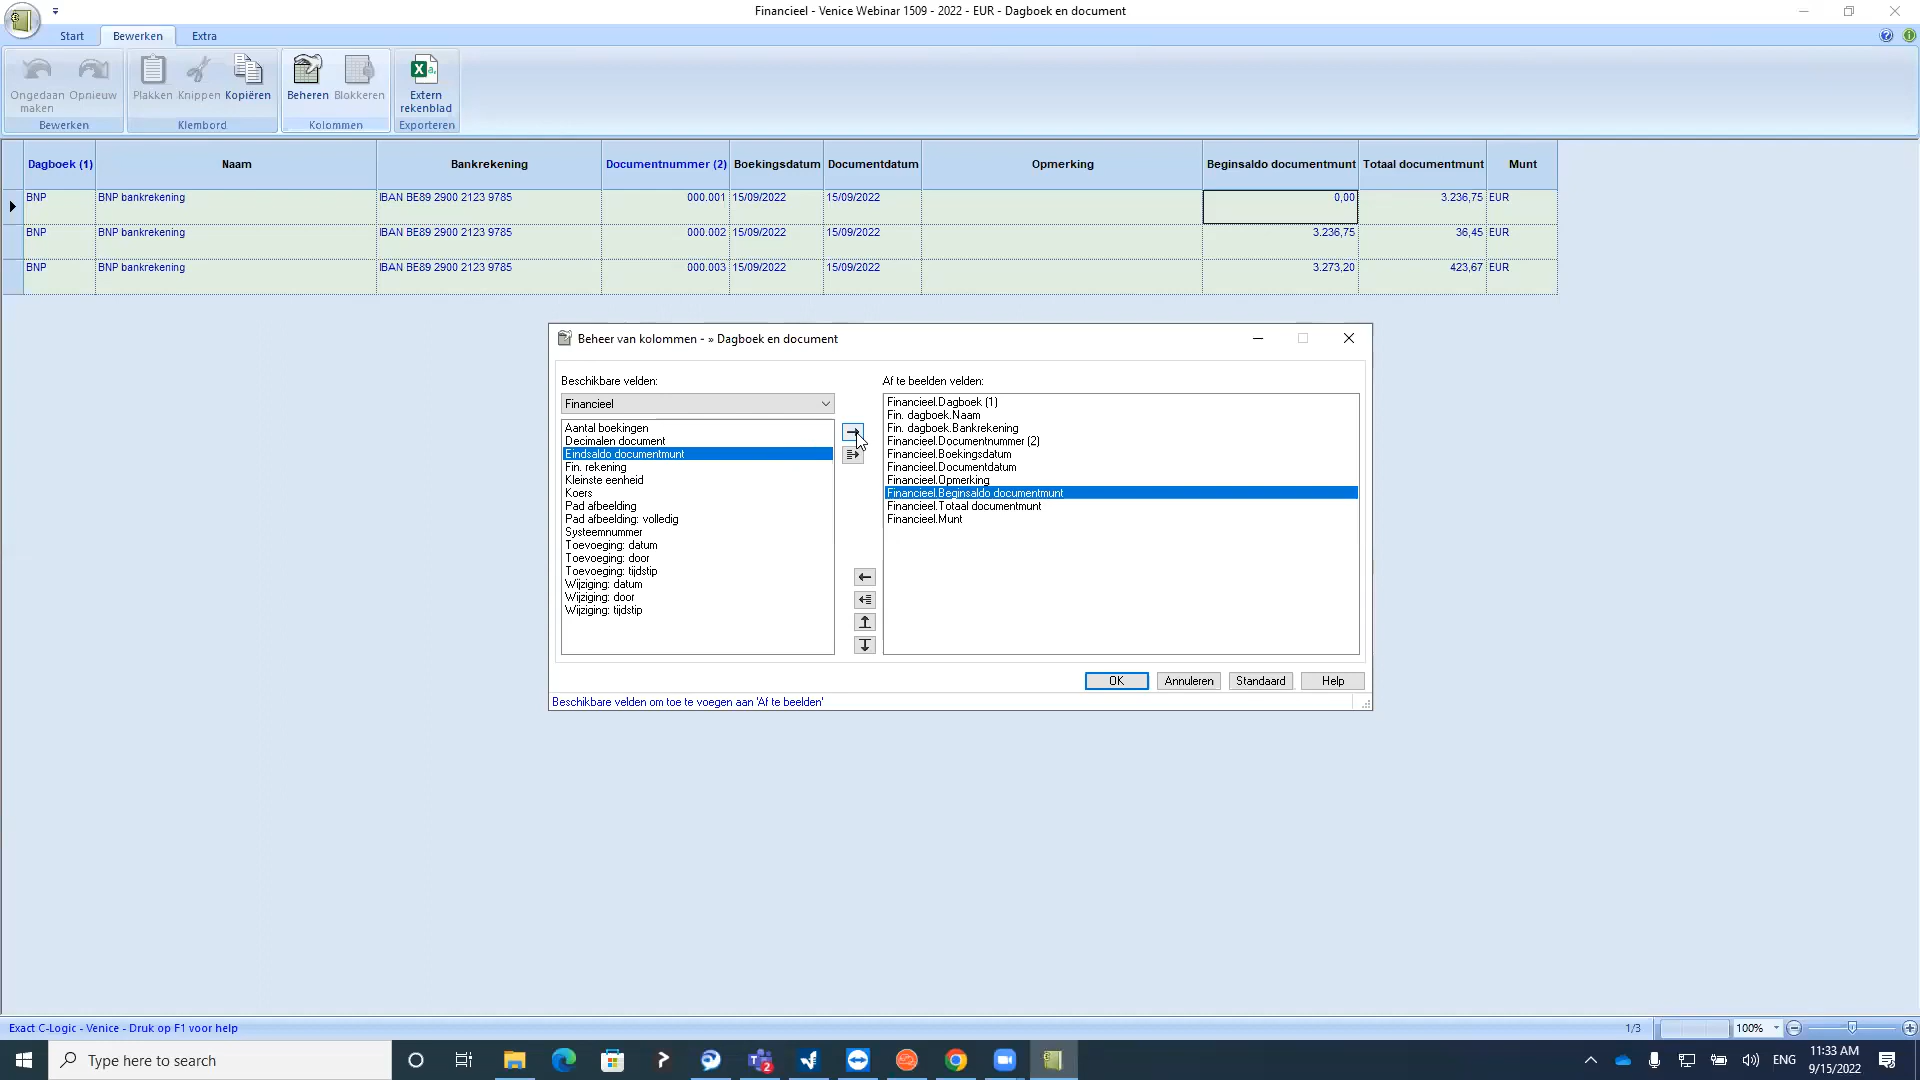 Financieel - Venice Webinar 1509 - 2022 - EUR - Dagboek en document
Start Bewerken Extra
Ongedaan maken Opnieuw Plakken Knippen Kopiëren Beheren Blokkeren Extern rekenblad
Bewerken Klembord Kolommen Exporteren
Dagboek (1) Naam Bankrekening Documentnummer (2) Boekingsdatum Documentdatum Opmerking Beginsaldo documentmunt Totaal documentmunt Munt
BNP BNP bankrekening IBAN BE89 2900 2123 9785 000.001 15/09/2022 15/09/2022 0,00 3.236,75 EUR
BNP BNP bankrekening IBAN BE89 2900 2123 9785 000.002 15/09/2022 15/09/2022 3.236,75 36,45 EUR
BNP BNP bankrekening IBAN BE89 2900 2123 9785 000.003 15/09/2022 15/09/2022 3.273,20 423,67 EUR
Beheer van kolommen - » Dagboek en document
Beschikbare velden:
Financieel
Aantal boekingen
Decimalen document
Eindsaldo documentmunt
Fin. rekening
Kleinste eenheid
Koers
Pad afbeelding
Pad afbeelding: volledig
Systeemnummer
Toevoeging: datum
Toevoeging: door
Toevoeging: tijdstip
Wijziging: datum
Wijziging: door
Wijziging: tijdstip
Af te beelden velden:
Financieel.Dagboek (1)
Fin. dagboek.Naam
Fin. dagboek.Bankrekening
Financieel.Documentnummer (2)
Financieel.Boekingsdatum
Financieel.Documentdatum
Financieel.Opmerking
Financieel.Beginsaldo documentmunt
Financieel.Totaal documentmunt
Financieel.Munt
OK Annuleren Standaard Help
Beschikbare velden om toe te voegen aan 'Af te beelden'
Exact C-Logic - Venice - Druk op F1 voor help 1/3 100%
Type here to search 2 ENG 11:33 AM
9/15/2022